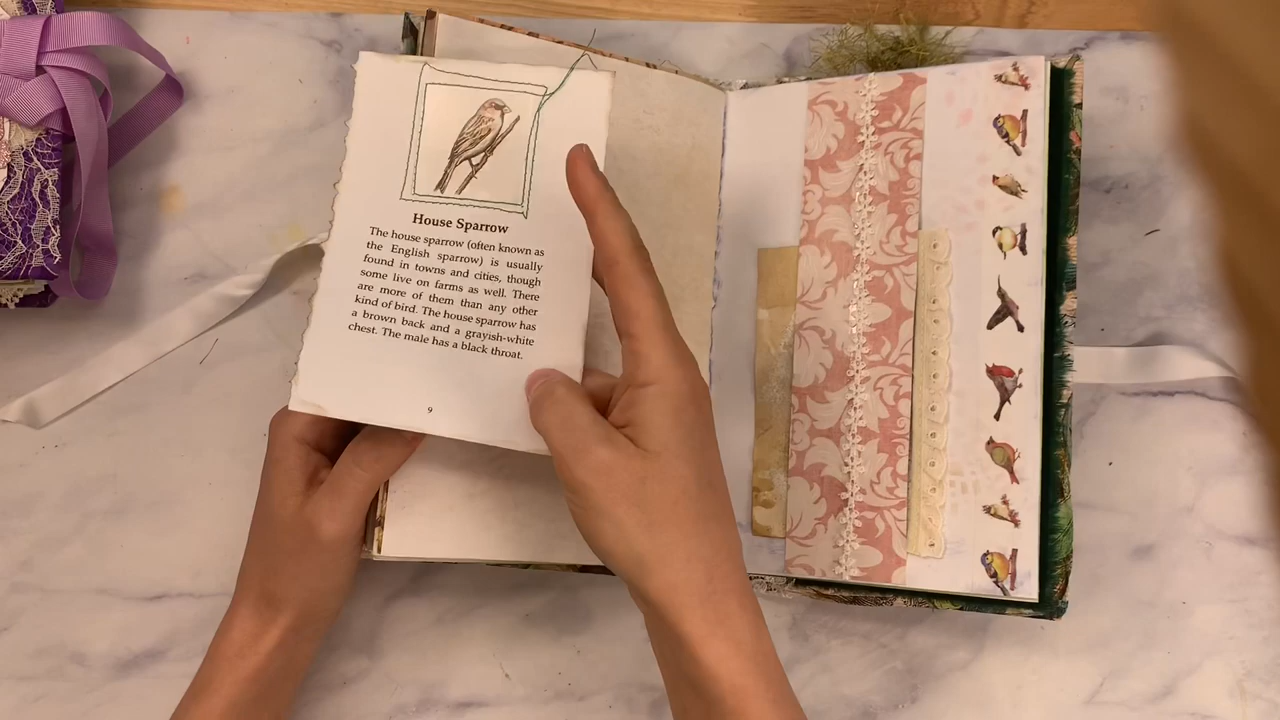 House Sparrow
The house sparrow (often known as
the English sparrow) is usually
found in towns and cities, though
some live on farms as well. There
are more of them than any other
kind of bird. The house sparrow has
a brown back and a grayish-white
chest. The male has a black throat.
9